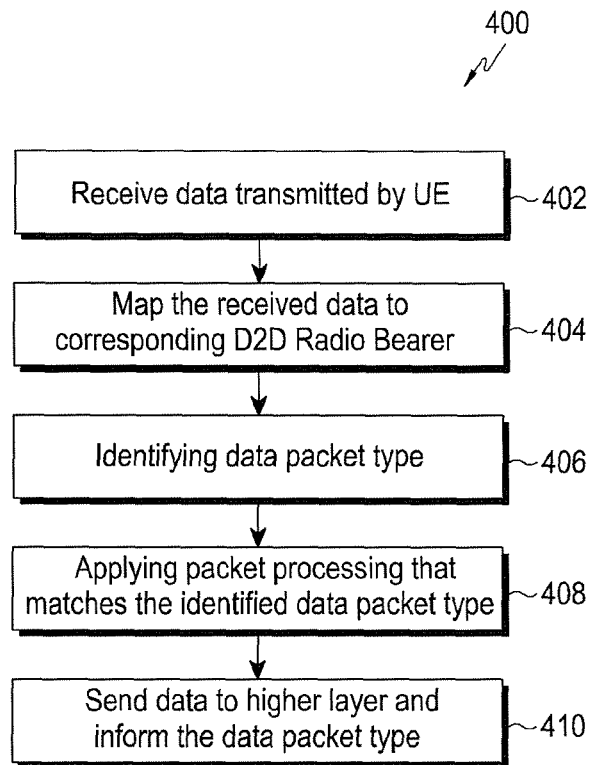 400
Receive data transmitted by UE
402
Map the received data to
corresponding D2D Radio Bearer
404
Identifying data packet type
406
Applying packet processing that
matches the identified data packet type
408
Send data to higher layer and
inform the data packet type
410